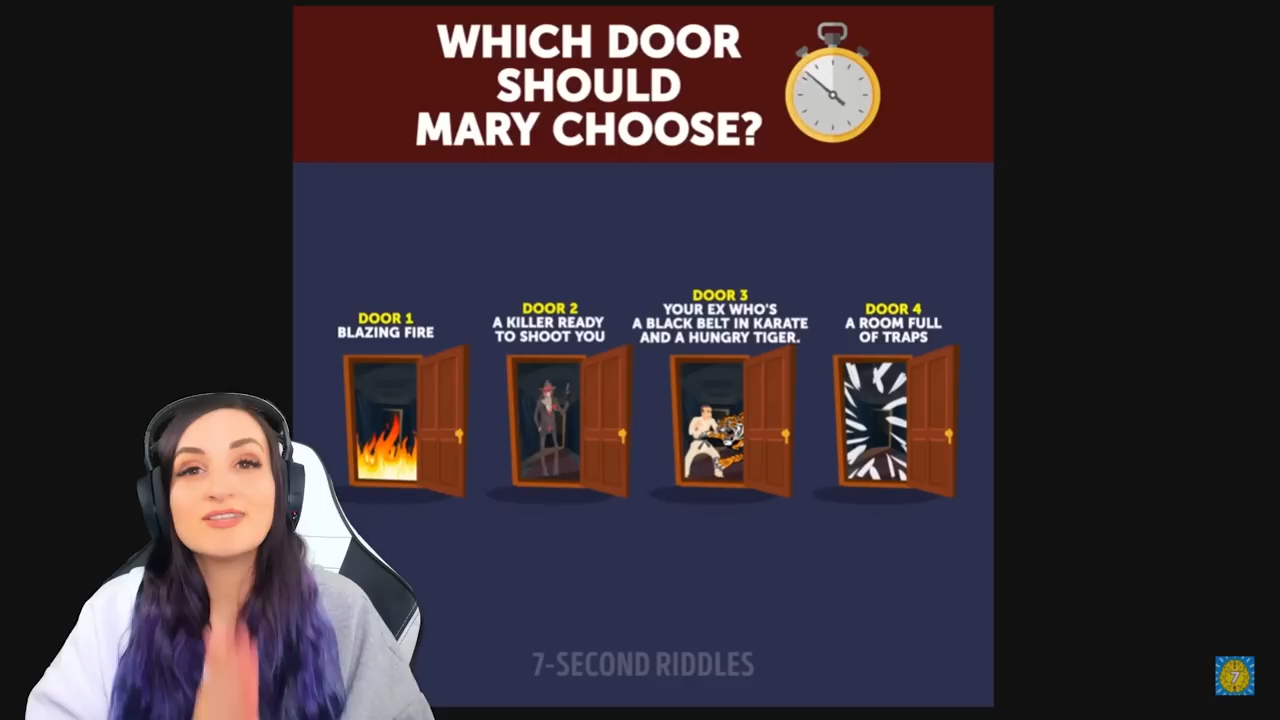 WHICH DOOR
SHOULD
MARY CHOOSE?
DOOR 1
BLAZING FIRE
DOOR 2
A KILLER READY
TO SHOOT YOU
DOOR 3
YOUR EX WHO'S
A BLACK BELT IN KARATE
AND A HUNGRY TIGER.
DOOR 4
A ROOM FULL
OF TRAPS
7-SECOND RIDDLES
7